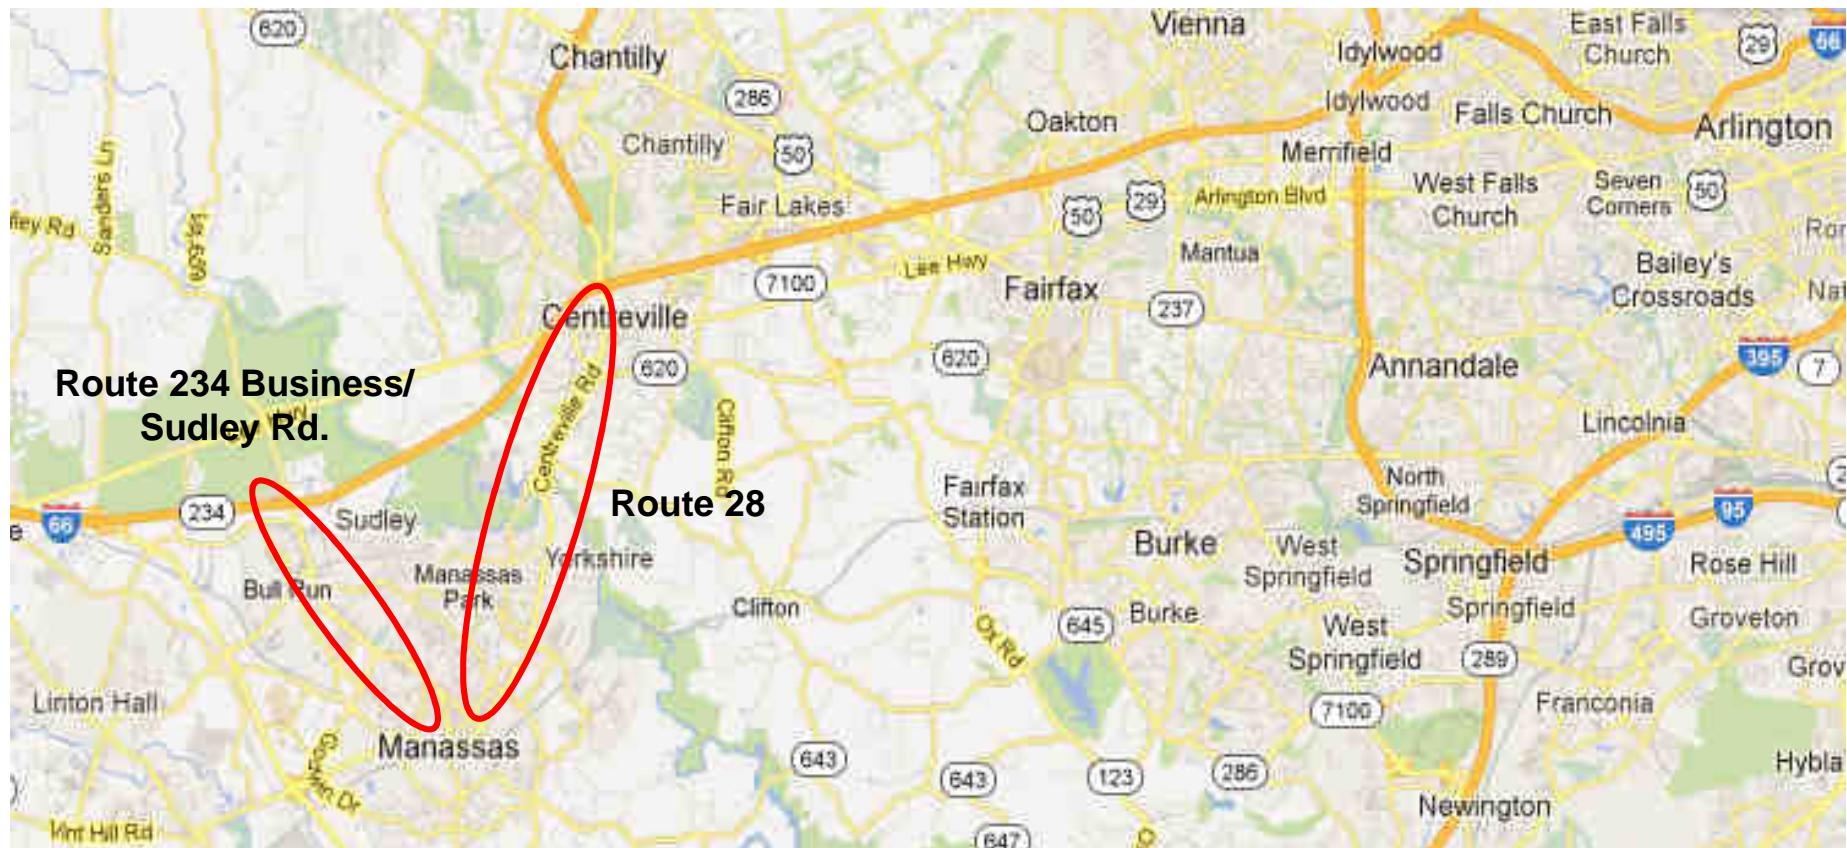 620
Chantilly
Vienna
Idylwood
East Falls
Church
29
66
286
Idylwood
Falls Church
Arlington
Oakton
Chantilly
50
Merrifield
Sanders Ln
West Falls
Church
Seven
Corners
50
Fair Lakes
50
29
Arlington Blvd
Mantua
Bailey's
Crossroads
Lee Hwy
7100
Fairfax
237
Centreville
395
7
620
620
Annandale
Route 234 Business/
Sudley Rd.
Centreville Rd
Clifton Rd
Lincolnia
North
Springfield
Fairfax
Station
Route 28
66
234
Sudley
495
95
Burke
West
Springfield
Springfield
Rose Hill
Yorkshire
Manassas
Park
Bull Run
Clifton
Ox Rd
645
Burke
West
Springfield
Springfield
Groveton
289
Linton Hall
7100
Franconia
Manassas
643
643
123
286
Hybla
Newington
Vint Hill Rd
647